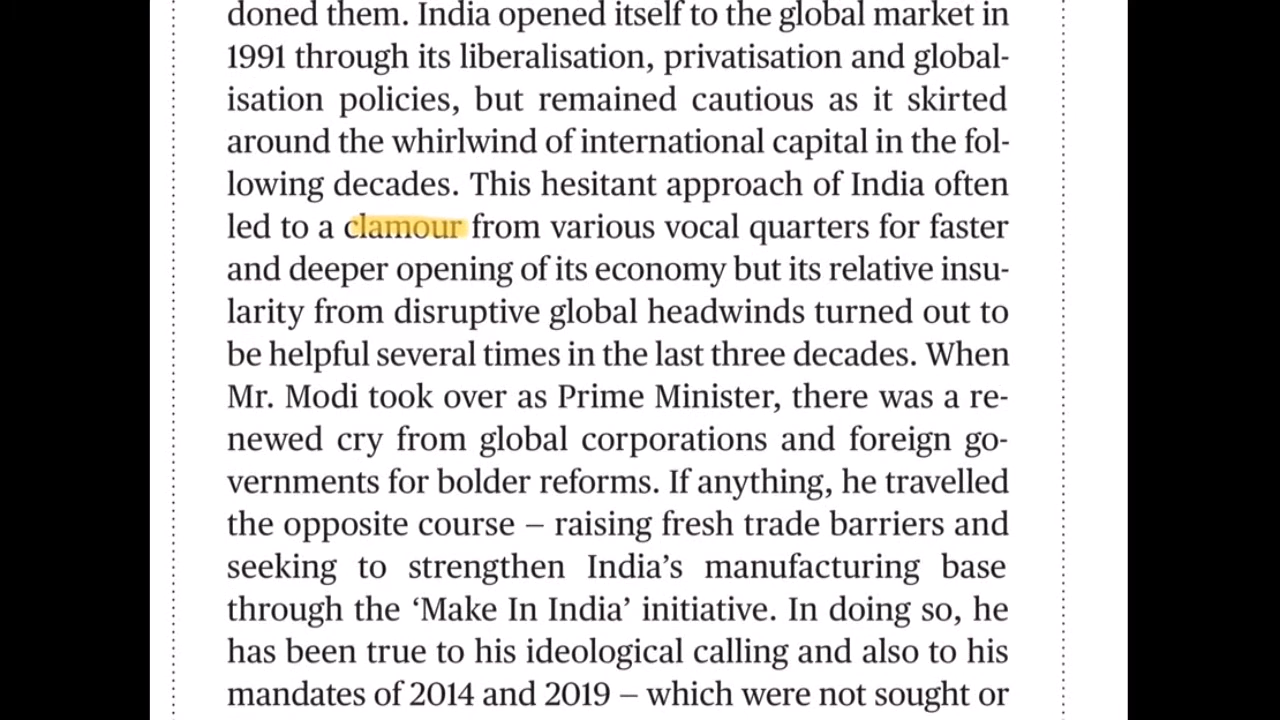 doned them. India opened itself to the global market in
1991 through its liberalisation, privatisation and global-
isation policies, but remained cautious as it skirted
around the whirlwind of international capital in the fol-
lowing decades. This hesitant approach of India often
led to a clamour from various vocal quarters for faster
and deeper opening of its economy but its relative insu-
larity from disruptive global headwinds turned out to
be helpful several times in the last three decades. When
Mr. Modi took over as Prime Minister, there was a re-
newed cry from global corporations and foreign go-
vernments for bolder reforms. If anything, he travelled
the opposite course – raising fresh trade barriers and
seeking to strengthen India’s manufacturing base
through the ‘Make In India’ initiative. In doing so, he
has been true to his ideological calling and also to his
mandates of 2014 and 2019 – which were not sought or